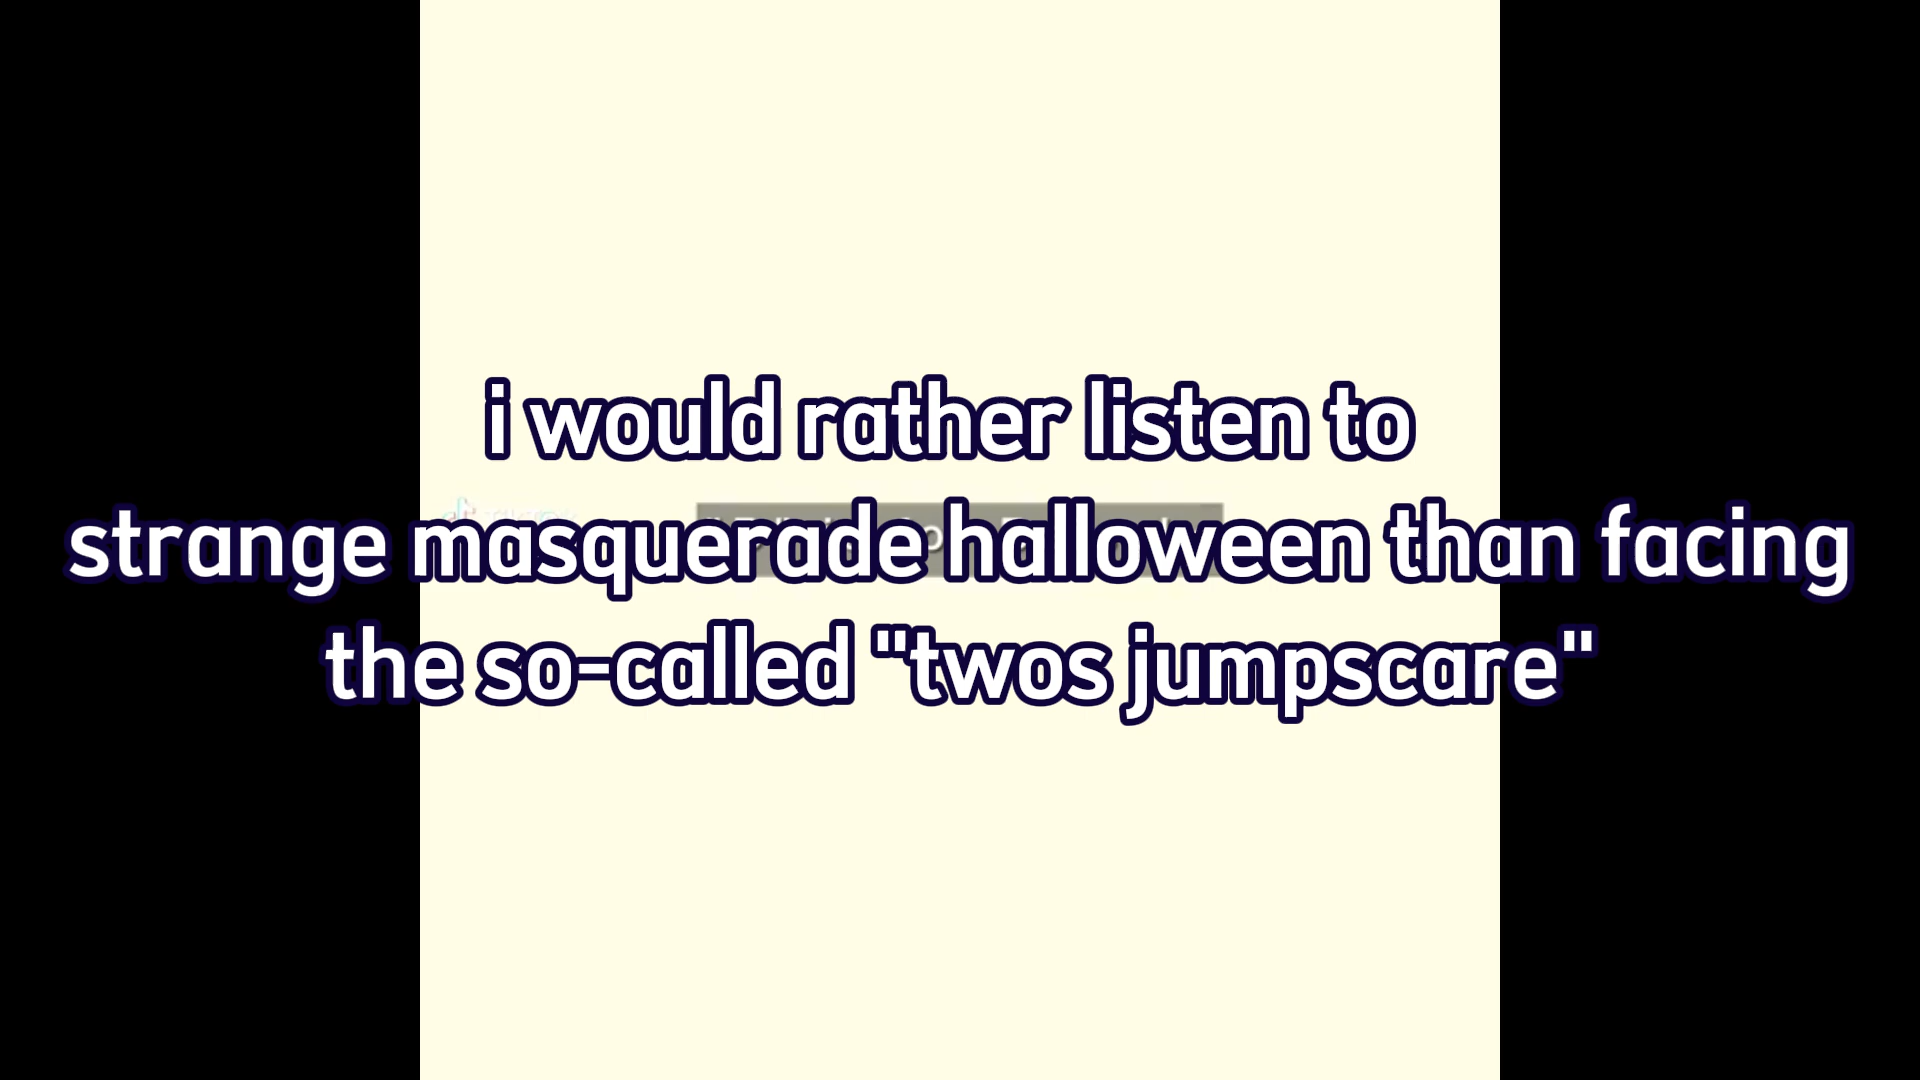 i would rather listen to
strange masquerade halloween than facing
the so-called "twos jumpscare"